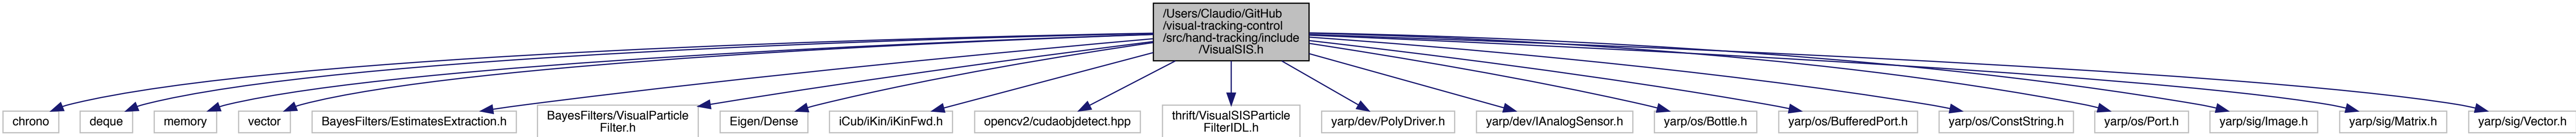 /Users/Claudio/GitHub
/visual-tracking-control
/src/hand-tracking/include
/VisualSIS.h
chrono
deque
memory
vector
BayesFilters/EstimatesExtraction.h
BayesFilters/VisualParticle
Filter.h
Eigen/Dense
iCub/iKin/iKinFwd.h
opencv2/cudaobjdetect.hpp
thrift/VisualSISParticle
FilterIDL.h
yarp/dev/PolyDriver.h
yarp/dev/IAnalogSensor.h
yarp/os/Bottle.h
yarp/os/BufferedPort.h
yarp/os/ConstString.h
yarp/os/Port.h
yarp/sig/Image.h
yarp/sig/Matrix.h
yarp/sig/Vector.h